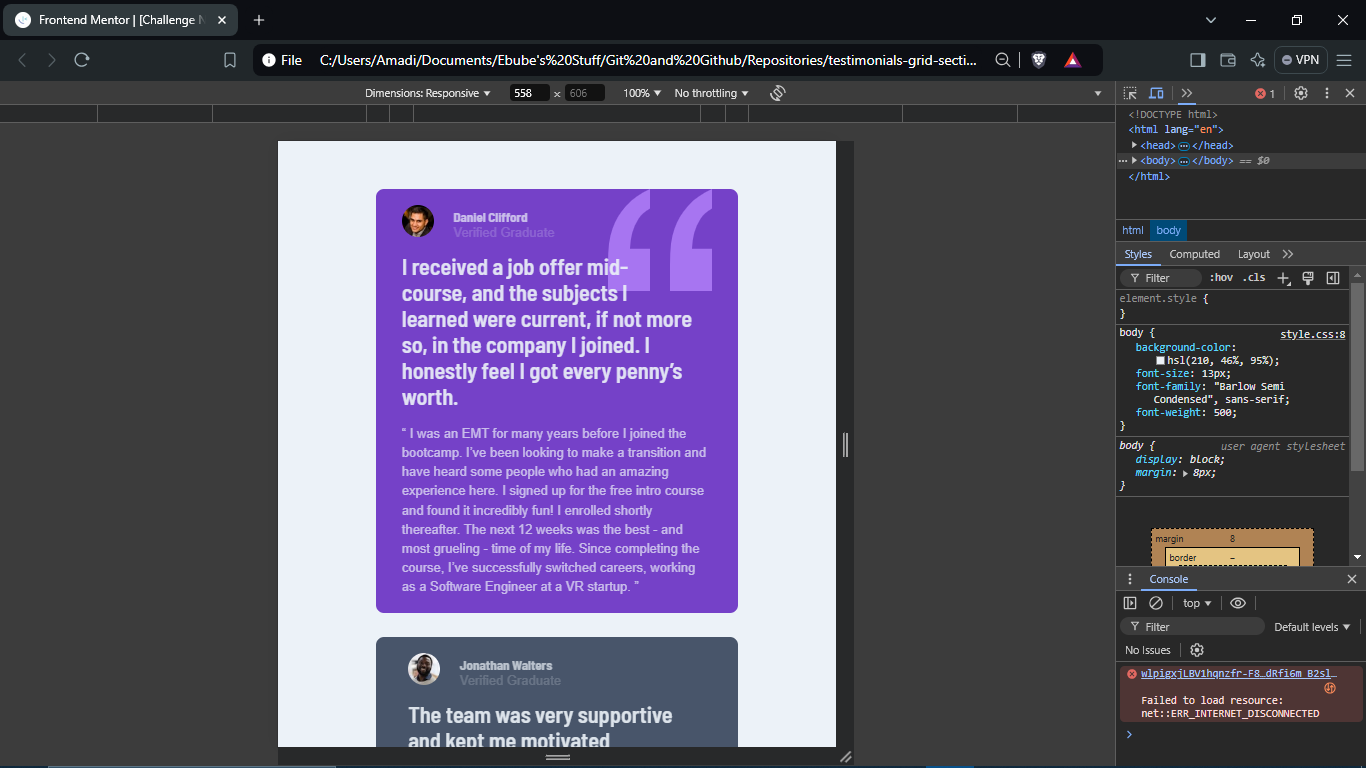 Frontend Mentor | [Challenge N
File C:/Users/Amadi/Documents/Ebube's%20Stuff/Git%20and%20Github/Repositories/testimonials-grid-secti...
VPN
Dimensions: Responsive 558 x 606 100% No throttling
1
<!DOCTYPE html>
<html lang="en">
<head> ... </head>
... <body> ... </body> == $0
</html>
html body
Styles Computed Layout
Filter :hov .cls
element.style {
}
body { style.css:8
background-color:
hsl(210, 46%, 95%);
font-size: 13px;
font-family: "Barlow Semi
Condensed", sans-serif;
font-weight: 500;
}
body { user agent stylesheet
display: block;
margin: 8px;
}
margin 8
border –
Console
top
Filter Default levels
No Issues
wlpigxjLBV1hqnzfr-F8…dRfi6m_B2sl…
Failed to load resource:
net::ERR_INTERNET_DISCONNECTED
Daniel Clifford
Verified Graduate
I received a job offer mid-
course, and the subjects I
learned were current, if not more
so, in the company I joined. I
honestly feel I got every penny’s
worth.
“ I was an EMT for many years before I joined the
bootcamp. I’ve been looking to make a transition and
have heard some people who had an amazing
experience here. I signed up for the free intro course
and found it incredibly fun! I enrolled shortly
thereafter. The next 12 weeks was the best - and
most grueling - time of my life. Since completing the
course, I’ve successfully switched careers, working
as a Software Engineer at a VR startup. ”
Jonathan Walters
Verified Graduate
The team was very supportive
and kept me motivated